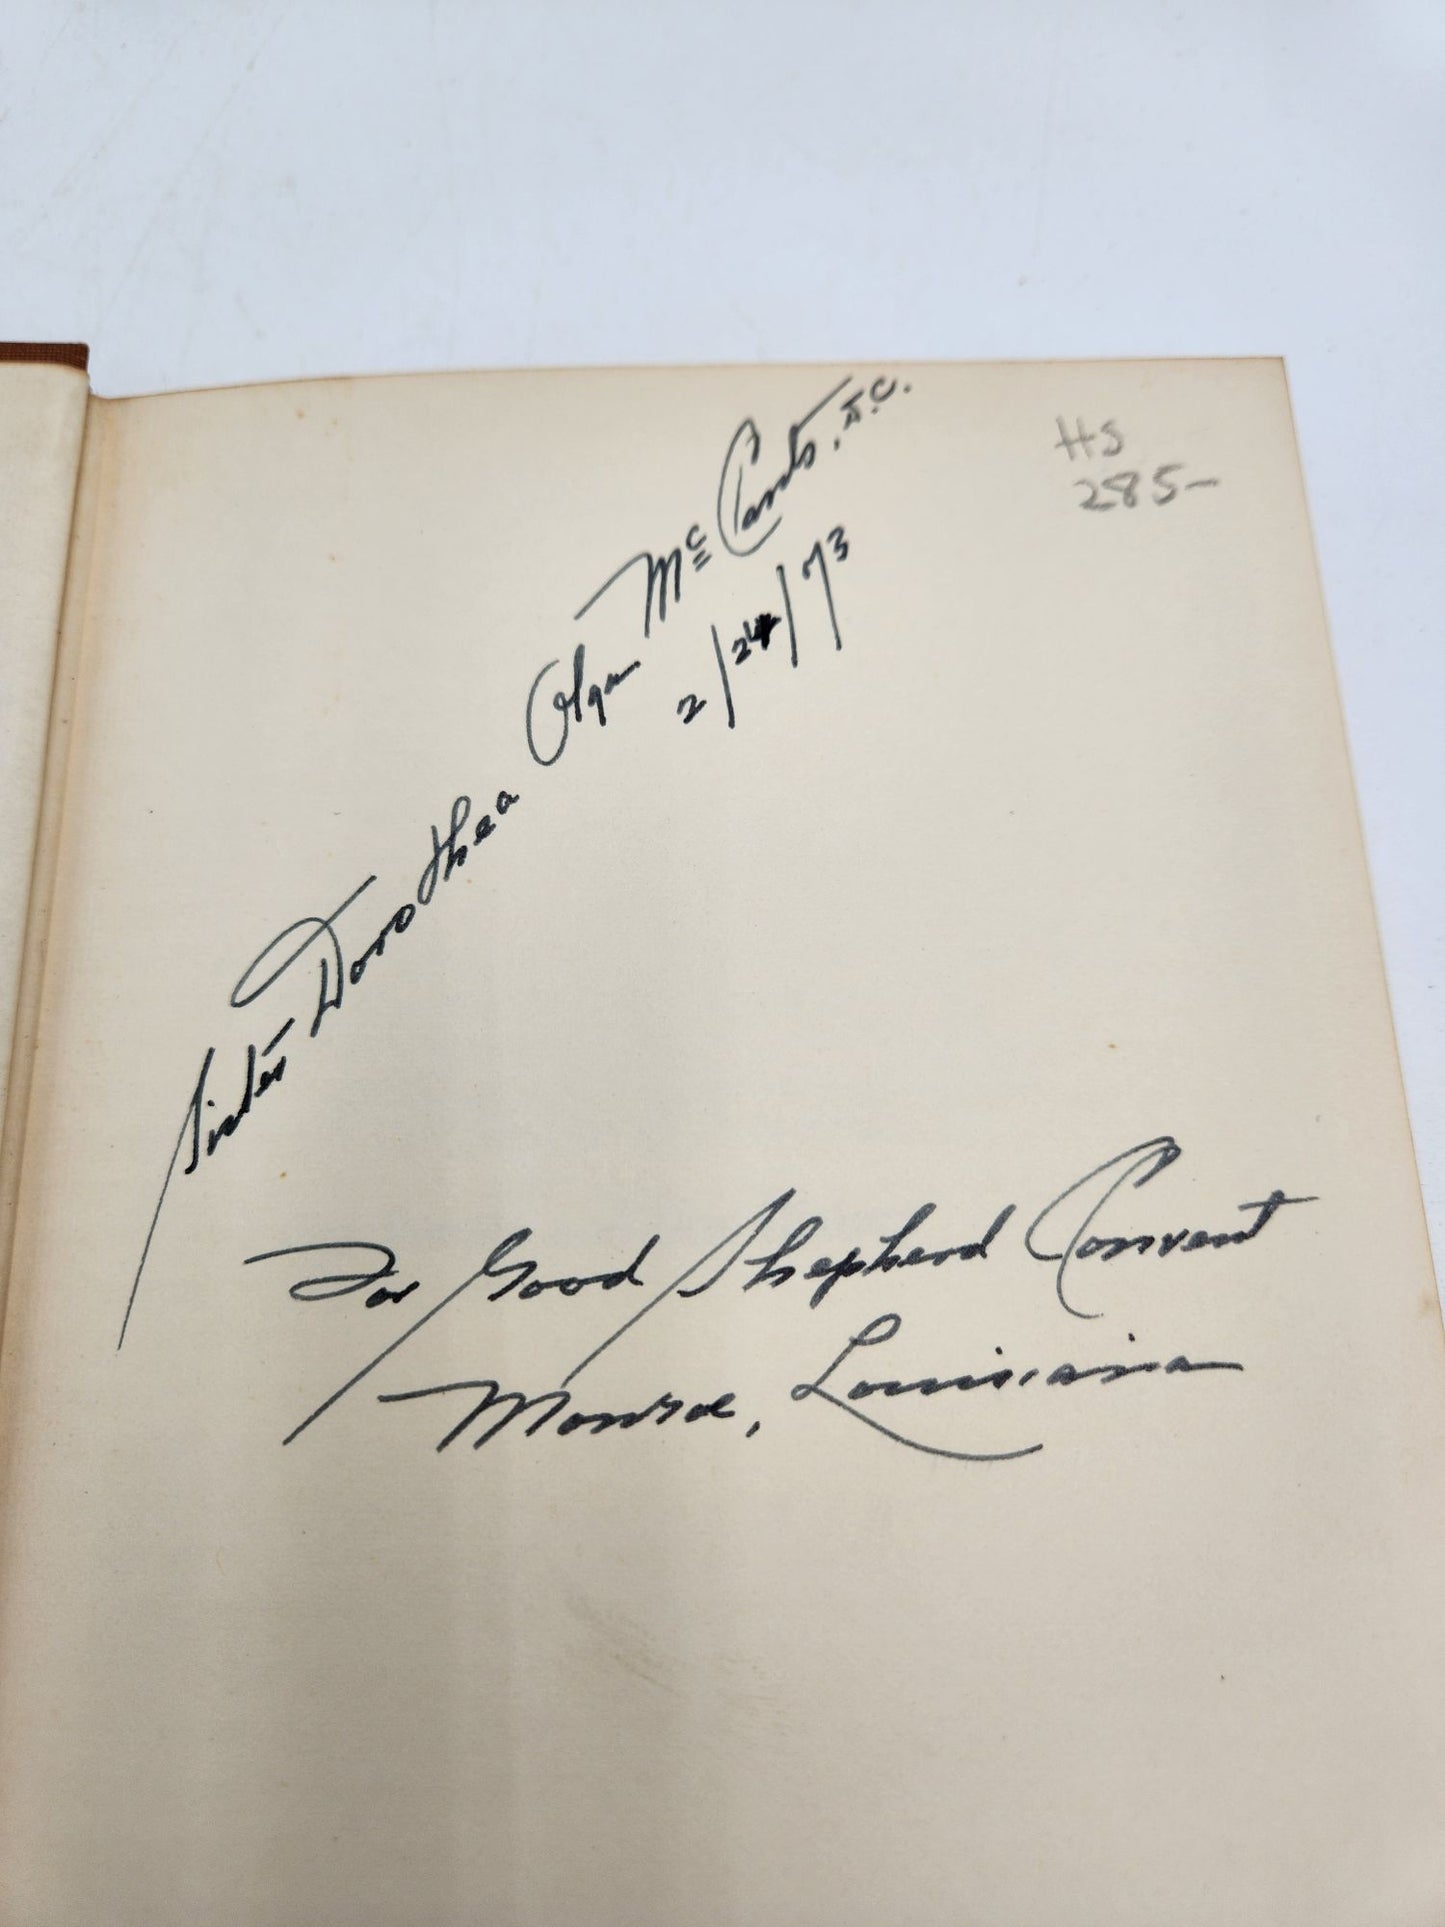 HS
285-
Sister Dorothea Olga McCants, D.C.
2/24/73
For Good Shepherd Convent
Monroe, Louisiana